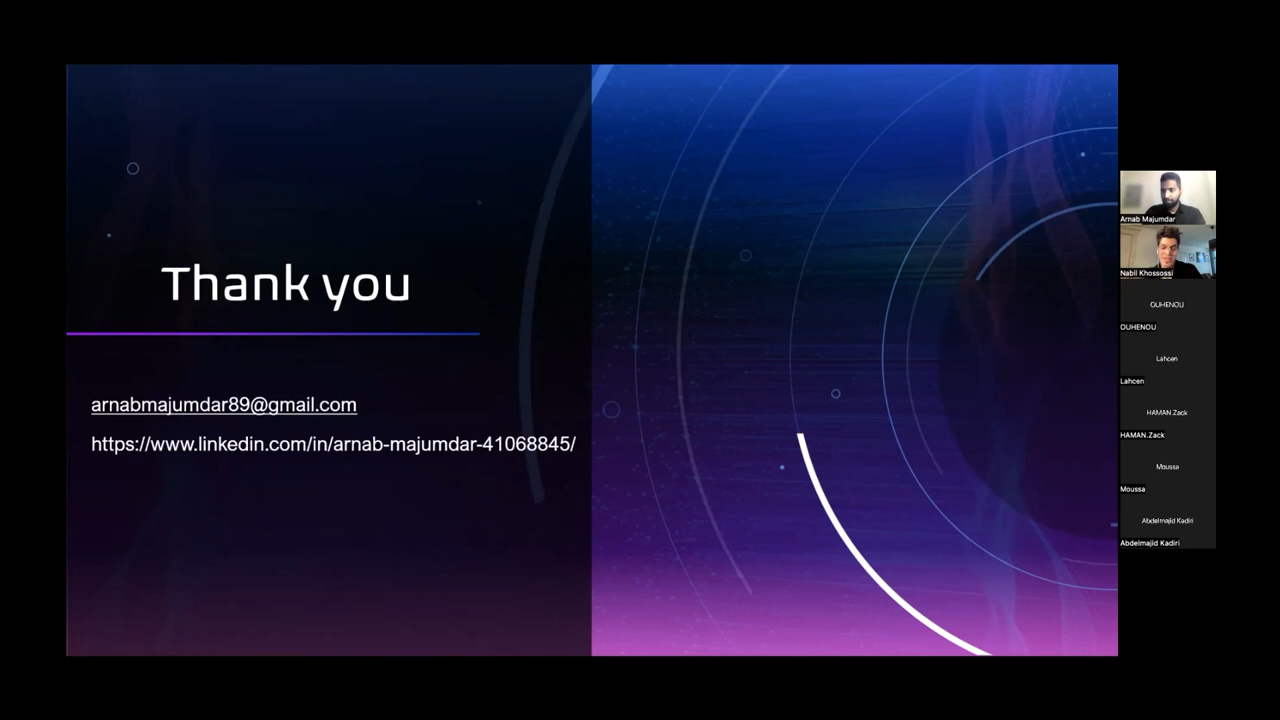 Thank you
arnabmajumdar89@gmail.com
https://www.linkedin.com/in/arnab-majumdar-41068845/
Arnab Majumdar
Nabil Khossossi
OUHENOU
OUHENOU
Lahcen
Lahcen
HAMAN.Zack
HAMAN.Zack
Moussa
Moussa
Abdelmajid Kadiri
Abdelmajid Kadiri